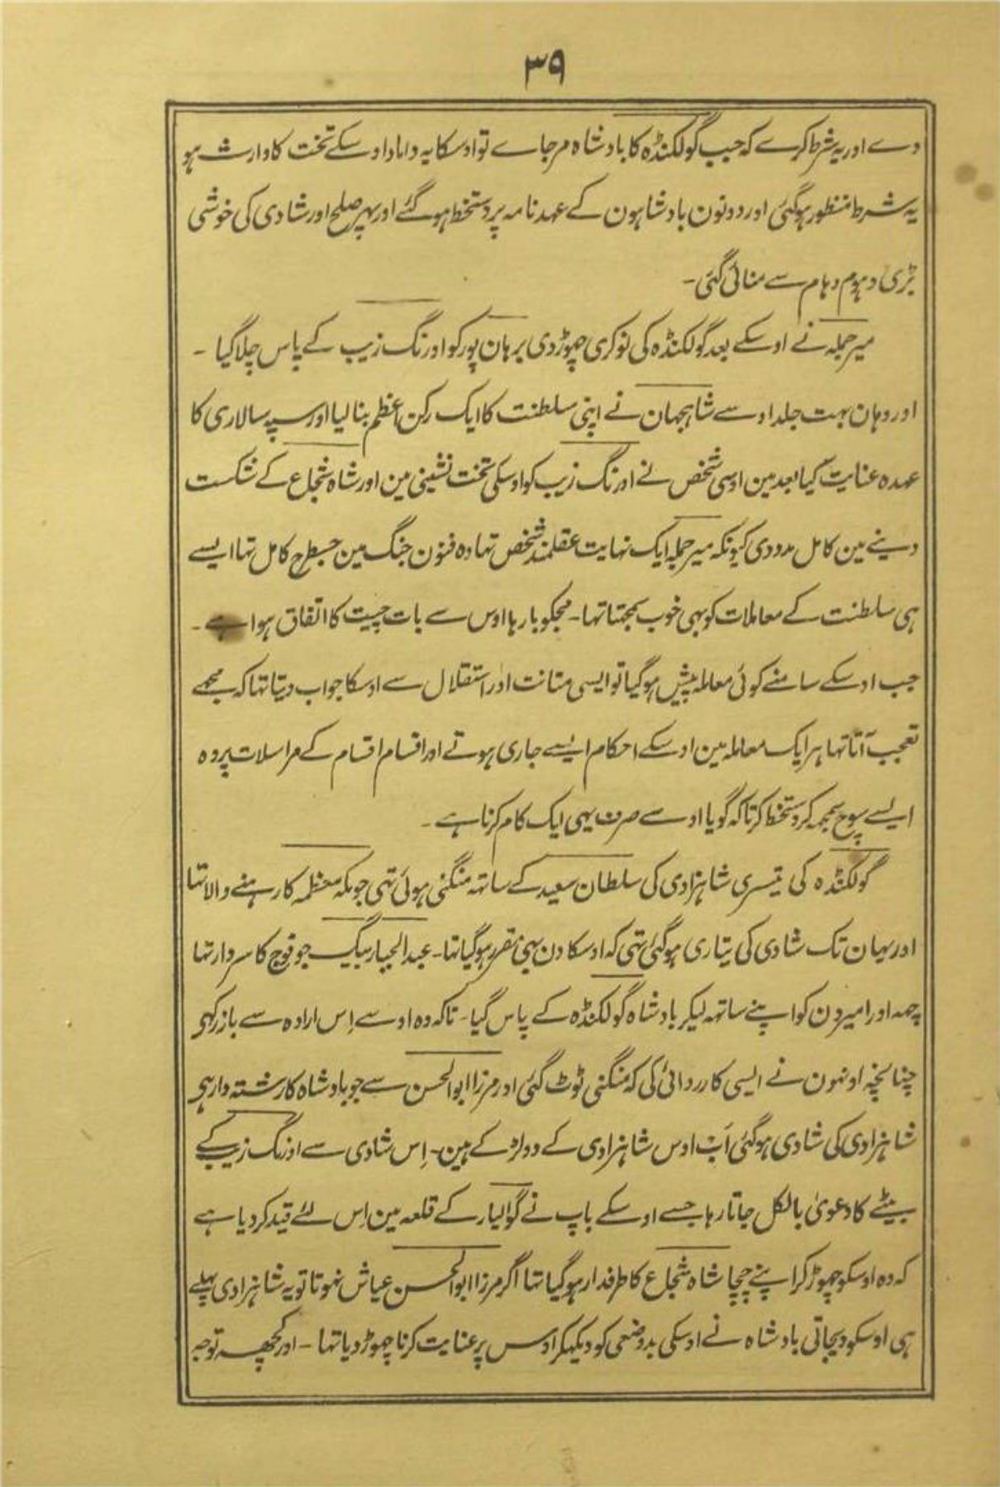 ۳۹
دے اور یہ شرط کرے کہ جب گولکنڈہ کا بادشاہ مرجاے تو اوسکا یہ داماد اوسکے تخت کا وارث ہو
یہ شرط منظور ہوگئی اور دونون بادشاہون کے عہدنامہ پر دستخط ہوگئے اور پہر صلح اور شادی کی خوشی
بڑی دہوم دہام سے منائی گئی۔
میر جملہ نے اوسکے بعد گولکنڈہ کی نوکری چھوڑدی برہان پور کو اورنگ زیب کے پاس چلا گیا ۔
اور وہان بہت جلد اوسے شاہجہان نے اپنی سلطنت کا ایک رکن اعظم بنالیا اور سپہ سالاری کا
عہدہ عنایت کیا بعد مین اوسی شخص نے اورنگ زیب کو اوسکی تخت نشینی مین اور شاہ شجاع کے شکست
دینے مین کامل مدد دی کیونکہ میر جملہ ایک نہایت عقلمند شخص تہا وہ فنون جنگ مین جسطرح کامل تہا ایسے
ہی سلطنت کے معاملات کو بہی خوب سمجہتا تہا۔ مجکو بارہا اوس سے بات چیت کا اتفاق ہوا ہے ۔
جب اوسکے سامنے کوئی معاملہ پیش ہوگیا تو ایسی متانت اور استقلال سے اوسکا جواب دیتا تہا کہ مجھے
تعجب آتا تہا ہر ایک معاملہ مین اوسکے احکام ایسے جاری ہوتے اور اقسام اقسام کے مراسلات پر وہ
ایسے سوچ سمجہہ کر دستخط کرتا کہ گویا اوسے صرف یہی ایک کام کرنا ہے ۔
گولکنڈہ کی تیسری شاہزادی کی سلطان سعید کے ساتہہ منگنی ہوئی تہی جو مکہ معظمہ کا رہنے والا تہا
اور یہان تک شادی کی تیاری ہوگئی تہی کہ اوسکا دن بہی مقرر ہوگیا تہا۔ عبدالجبار بیگ جو فوج کا سردار تہا
چہہ اور امیرون کو اپنے ساتہہ لیکر بادشاہ گولکنڈہ کے پاس گیا۔ تاکہ وہ اوسے اِس ارادہ سے باز رکہے
چنانچہ اونہون نے ایسی کارروائی کی کہ منگنی ٹوٹ گئی اور مرزا ابوالحسن سے جو بادشاہ کا رشتہ دار ہے
شاہزادی کی شادی ہوگئی اَب اوس شاہزادی کے دو لڑکے ہین۔ اِس شادی سے اورنگ زیب کے
بیٹے کا دعویٰ بالکل جاتا رہا جسے اوسکے باپ نے گوالیار کے قلعہ مین اِس لئے قید کردیا ہے
کہ وہ اوسکو چھوڑ کر اپنے چچا شاہ شجاع کا طرفدار ہوگیا تہا اگر مرزا ابوالحسن عیاش نہوتا تو یہ شاہزادی پہلے
ہی اوسکو دیجاتی بادشاہ نے اوسکی بدوضعی کو دیکہکر اوس پر عنایت کرنا چھوڑ دیا تہا ۔ اور کچھہ توجہ